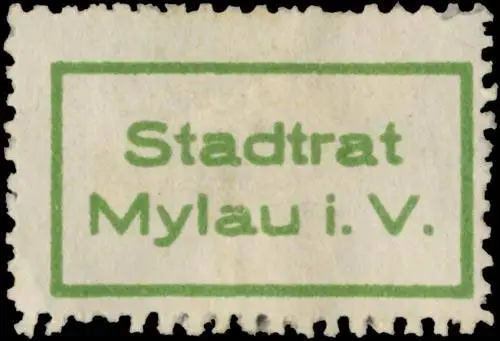 Stadtrat
Mylau i. V.